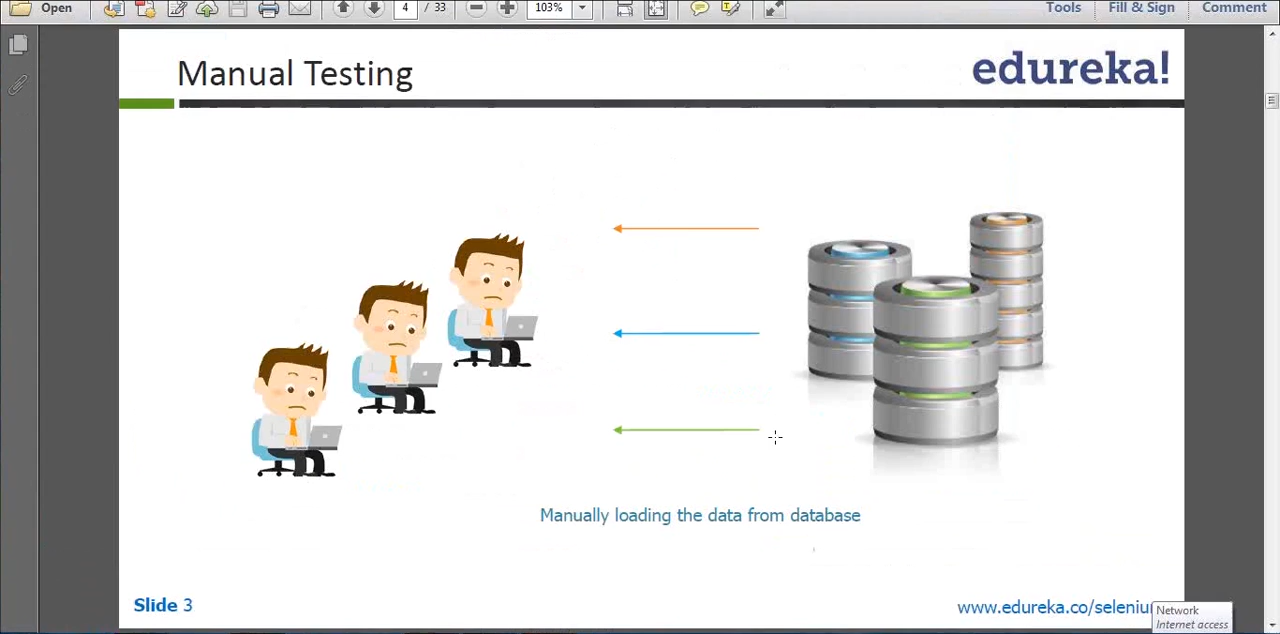 Open
4 / 33
103%
Tools
Fill & Sign
Comment
Manual Testing
edureka!
Manually loading the data from database
Slide 3
www.edureka.co/seleniu
Network
Internet access